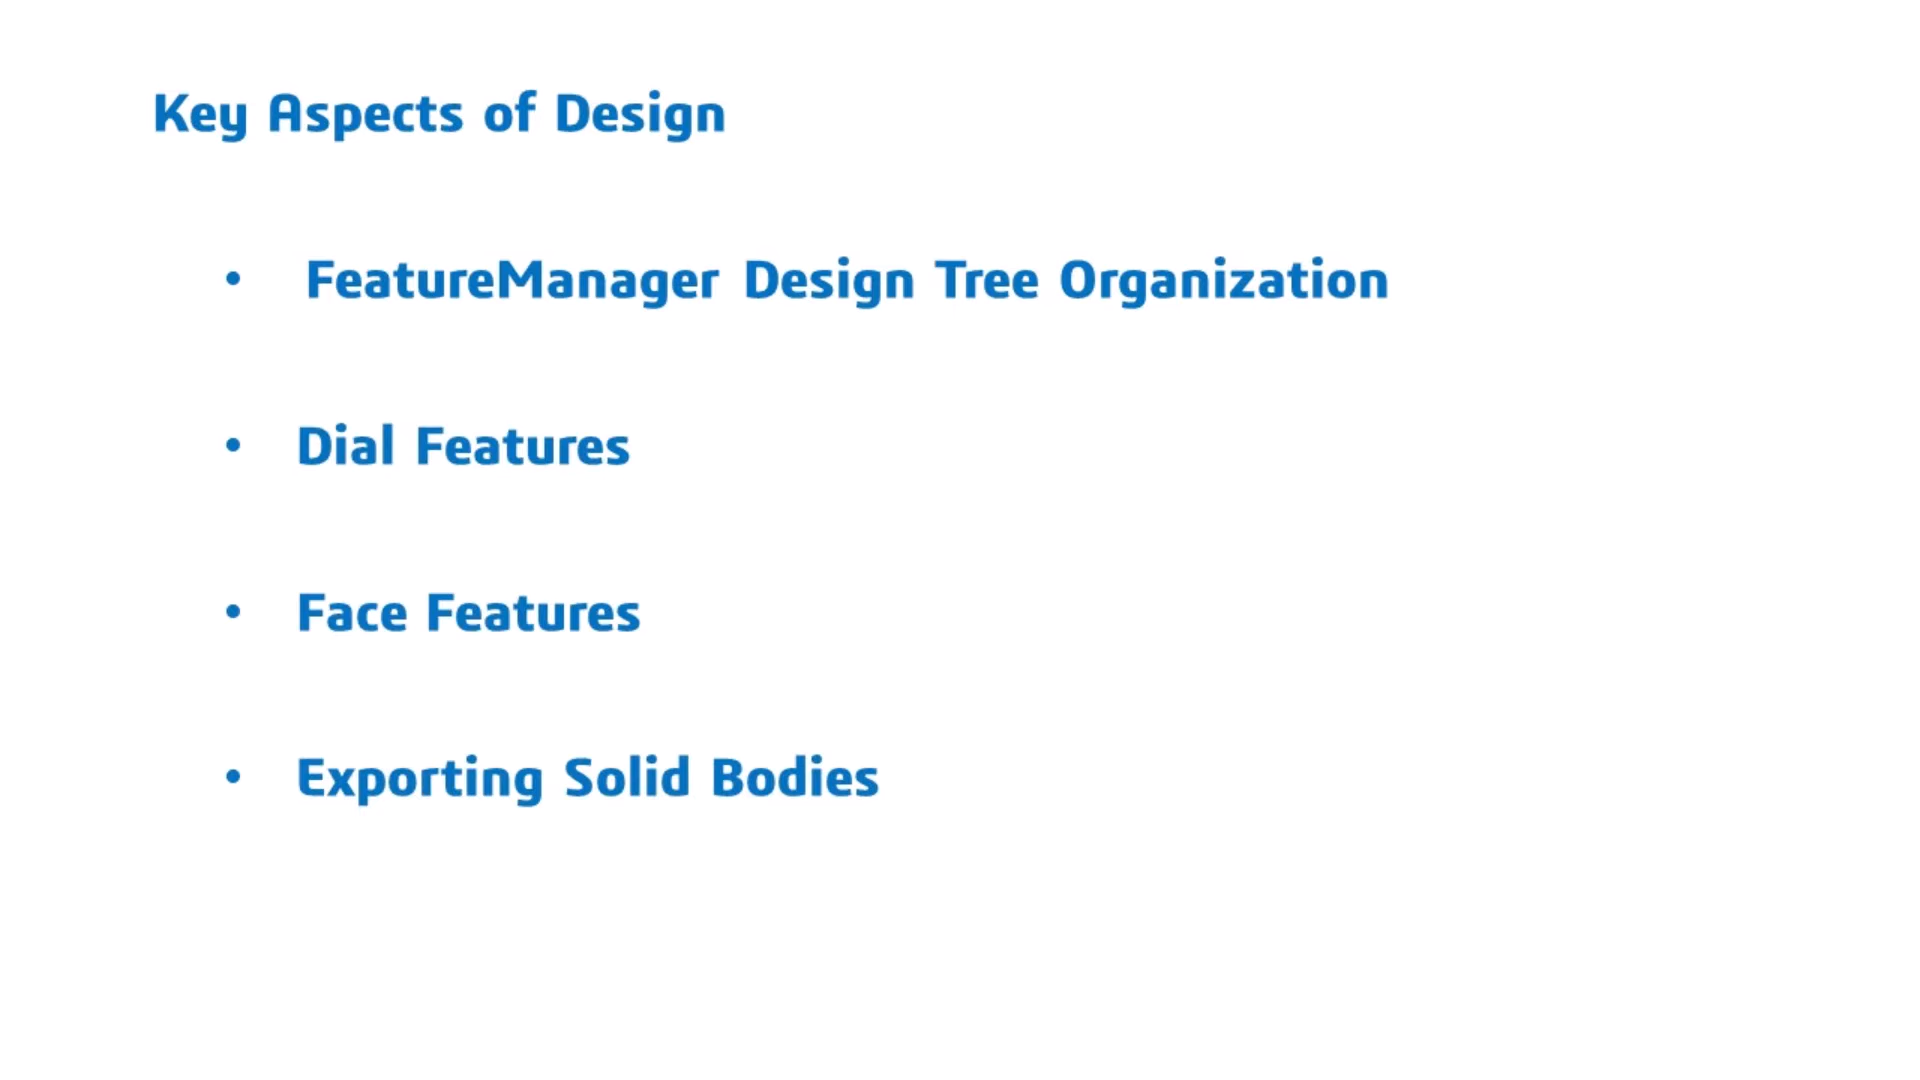 Key Aspects of Design
• FeatureManager Design Tree Organization
• Dial Features
• Face Features
• Exporting Solid Bodies